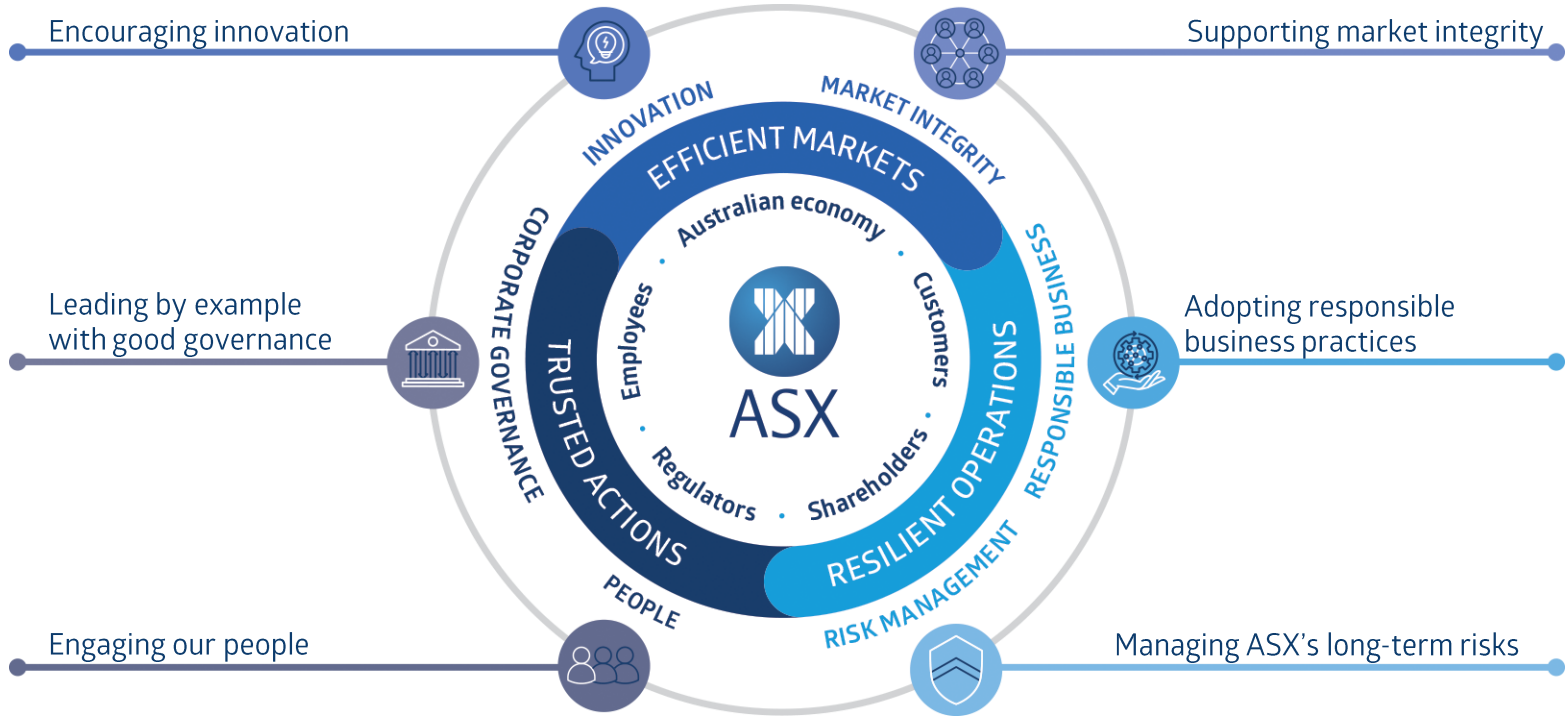 Encouraging innovation
Supporting market integrity
INNOVATION
MARKET INTEGRITY
EFFICIENT MARKETS
Australian economy
CORPORATE GOVERNANCE
RESPONSIBLE BUSINESS
Employees
Customers
Leading by example
with good governance
Adopting responsible
business practices
TRUSTED ACTIONS
RESILIENT OPERATIONS
ASX
Regulators
Shareholders
PEOPLE
RISK MANAGEMENT
Engaging our people
Managing ASX’s long-term risks